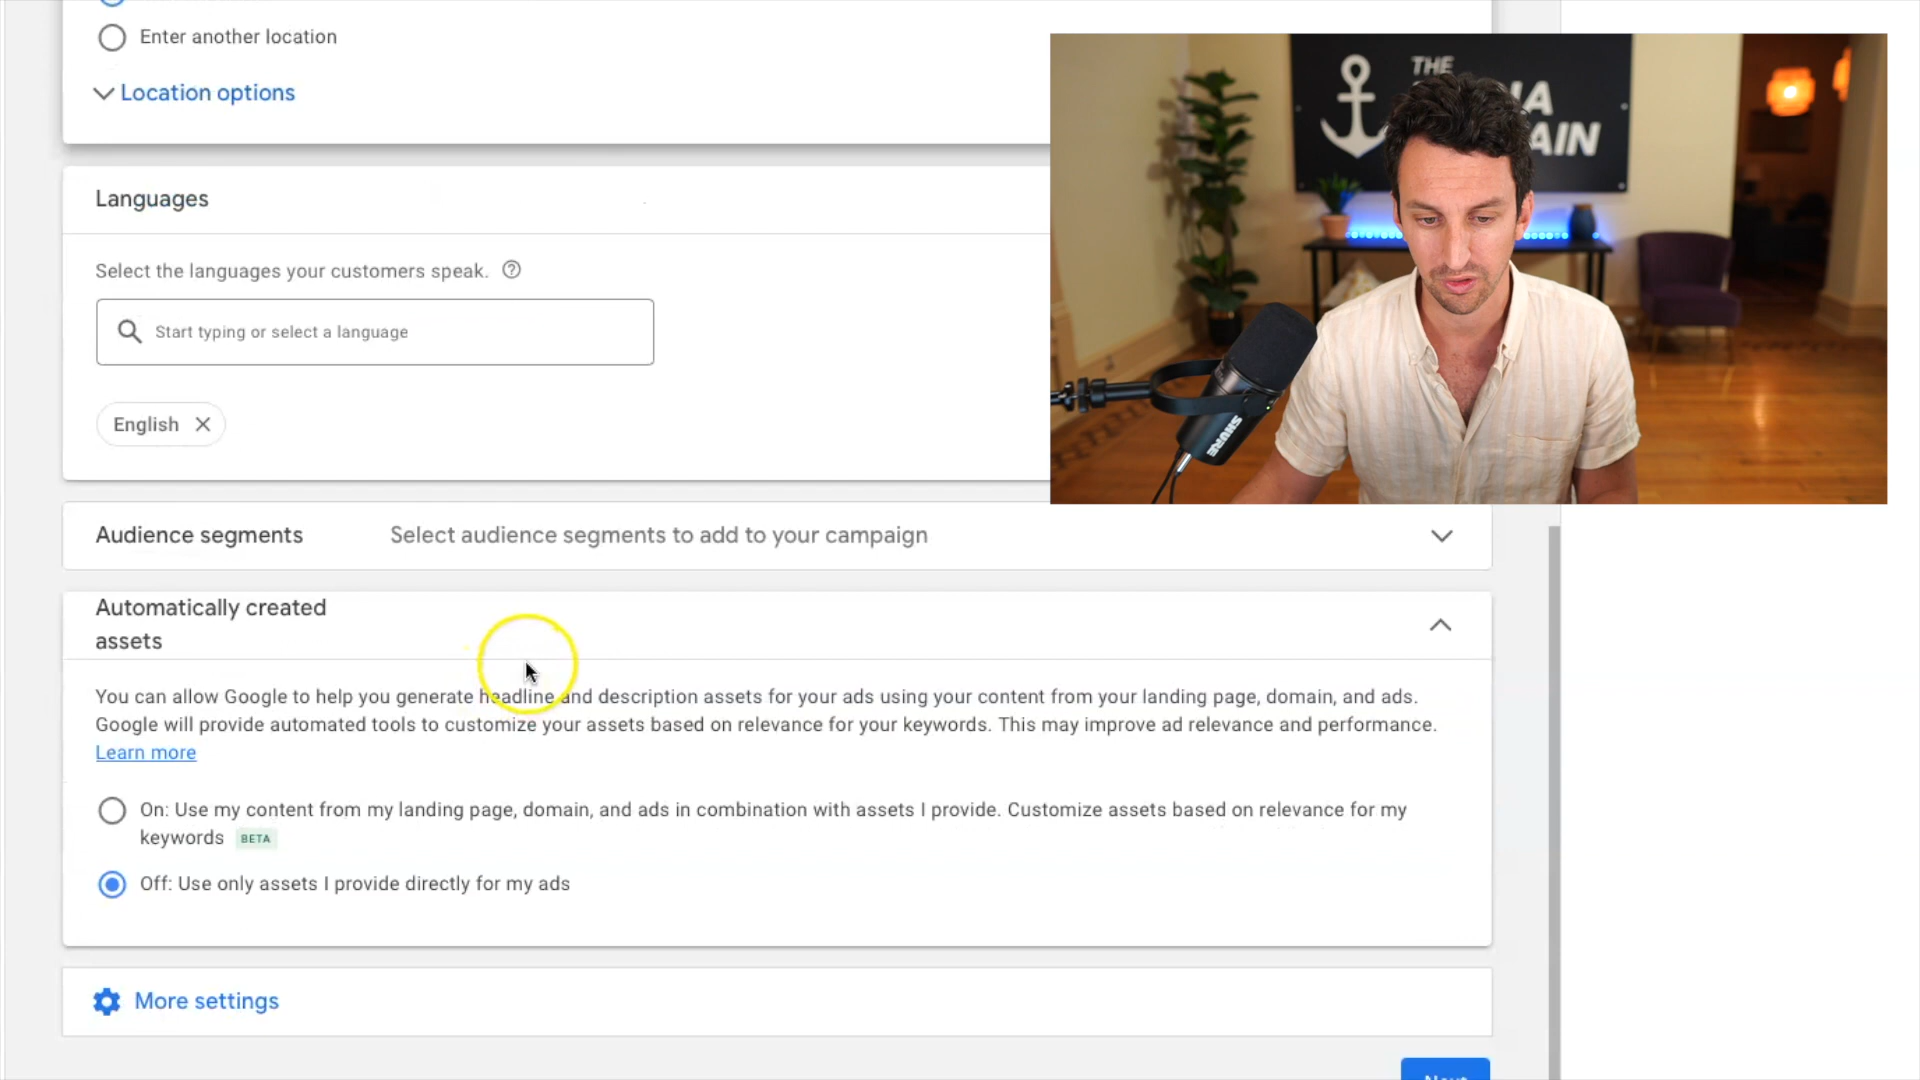 Enter another location
Location options
THE
Languages
Select the languages your customers speak.
Start typing or select a language
English
SHURE
Audience segments
Select audience segments to add to your campaign
Automatically created
assets
You can allow Google to help you generate headline and description assets for your ads using your content from your landing page, domain, and ads.
Google will provide automated tools to customize your assets based on relevance for your keywords. This may improve ad relevance and performance.
Learn more
On: Use my content from my landing page, domain, and ads in combination with assets I provide. Customize assets based on relevance for my
keywords BETA
Off: Use only assets I provide directly for my ads
More settings